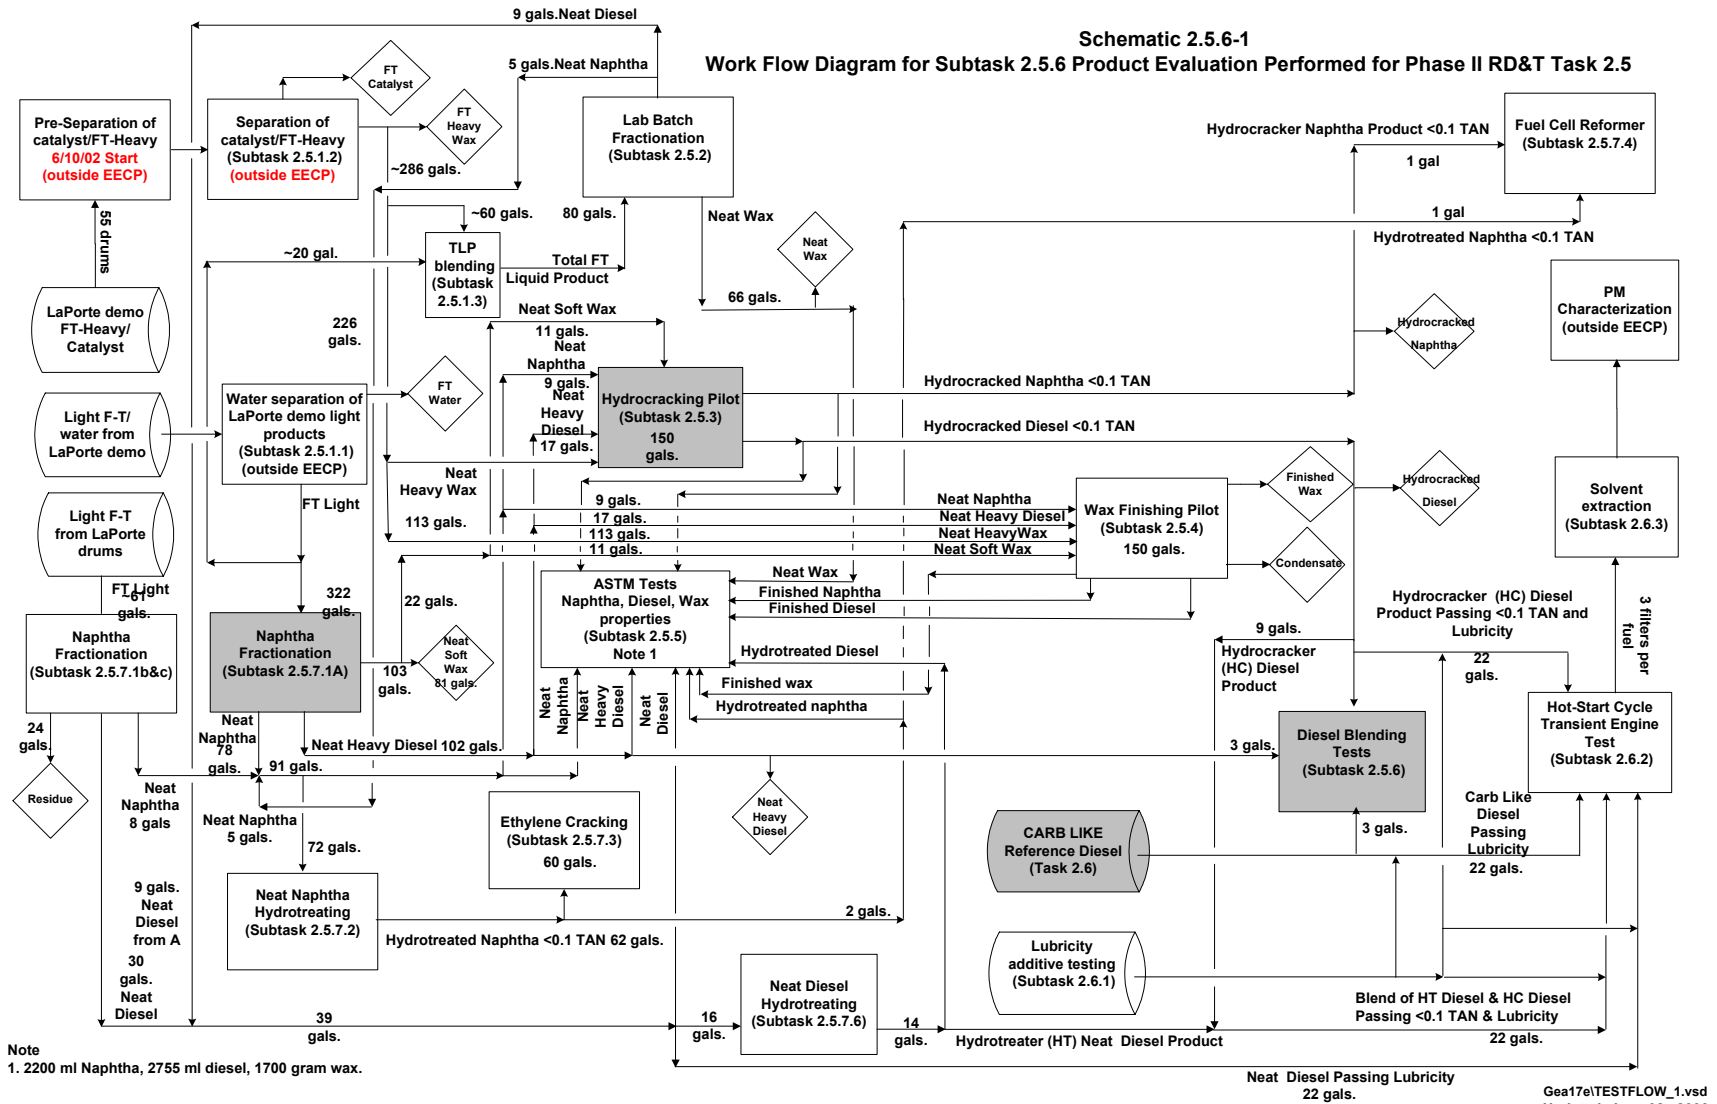 9 gals.Neat Diesel
Schematic 2.5.6-1
Work Flow Diagram for Subtask 2.5.6 Product Evaluation Performed for Phase II RD&T Task 2.5
5 gals.Neat Naphtha
FT
Catalyst
FT
Heavy
Wax
Pre-Separation of
catalyst/FT-Heavy
6/10/02 Start
(outside EECP)
Separation of
catalyst/FT-Heavy
(Subtask 2.5.1.2)
(outside EECP)
~286 gals.
Lab Batch
Fractionation
(Subtask 2.5.2)
Hydrocracker Naphtha Product <0.1 TAN
1 gal
Fuel Cell Reformer
(Subtask 2.5.7.4)
55 drums
~60 gals.
80 gals.
Neat Wax
1 gal
Hydrotreated Naphtha <0.1 TAN
~20 gal.
TLP
blending
(Subtask
2.5.1.3)
Total FT
Liquid Product
Neat
Wax
66 gals.
LaPorte demo
FT-Heavy/
Catalyst
226
gals.
Neat Soft Wax
11 gals.
Neat
Naphtha
9 gals.
Neat
Heavy
Diesel
17 gals.
PM
Characterization
(outside EECP)
Hydrocracked
Naphtha
FT
Water
Light F-T/
water from
LaPorte demo
Water separation of
LaPorte demo light
products
(Subtask 2.5.1.1)
(outside EECP)
Hydrocracking Pilot
(Subtask 2.5.3)
150
gals.
Hydrocracked Naphtha <0.1 TAN
Hydrocracked Diesel <0.1 TAN
Neat
Heavy Wax
113 gals.
FT Light
Light F-T
from LaPorte
drums
9 gals.
17 gals.
113 gals.
11 gals.
Neat Naphtha
Neat Heavy Diesel
Neat HeavyWax
Neat Soft Wax
Wax Finishing Pilot
(Subtask 2.5.4)
150 gals.
Finished
Wax
Hydrocracked
Diesel
Condensate
Solvent
extraction
(Subtask 2.6.3)
FT Light
~61
gals.
322
gals.
22 gals.
ASTM Tests
Naphtha, Diesel, Wax
properties
(Subtask 2.5.5)
Note 1
Neat Wax
Finished Naphtha
Finished Diesel
Hydrotreated Diesel
Finished wax
Hydrotreated naphtha
Hydrocracker (HC) Diesel
Product Passing <0.1 TAN and
Lubricity
9 gals.
Hydrocracker
(HC) Diesel
Product
22
gals.
3 filters per
fuel
Naphtha
Fractionation
(Subtask 2.5.7.1b&c)
Naphtha
Fractionation
(Subtask 2.5.7.1A)
103
gals.
Neat
Soft
Wax
81 gals.
Neat
Naphtha
Neat
Heavy
Diesel
Neat
Diesel
24
gals.
Neat
Naphtha
78
gals.
Neat Heavy Diesel 102 gals.
91 gals.
3 gals.
Diesel Blending
Tests
(Subtask 2.5.6)
Hot-Start Cycle
Transient Engine
Test
(Subtask 2.6.2)
Residue
Neat
Naphtha
8 gals
Neat Naphtha
5 gals.
72 gals.
Ethylene Cracking
(Subtask 2.5.7.3)
60 gals.
Neat
Heavy
Diesel
CARB LIKE
Reference Diesel
(Task 2.6)
3 gals.
Carb Like
Diesel
Passing
Lubricity
22 gals.
9 gals.
Neat
Diesel
from A
30
gals.
Neat
Diesel
Neat Naphtha
Hydrotreating
(Subtask 2.5.7.2)
Hydrotreated Naphtha <0.1 TAN 62 gals.
2 gals.
Lubricity
additive testing
(Subtask 2.6.1)
39
gals.
16
gals.
Neat Diesel
Hydrotreating
(Subtask 2.5.7.6)
14
gals.
Hydrotreater (HT) Neat Diesel Product
Blend of HT Diesel & HC Diesel
Passing <0.1 TAN & Lubricity
22 gals.
Note
1. 2200 ml Naphtha, 2755 ml diesel, 1700 gram wax.
Neat Diesel Passing Lubricity
22 gals.
Gea17e\TESTFLOW_1.vsd